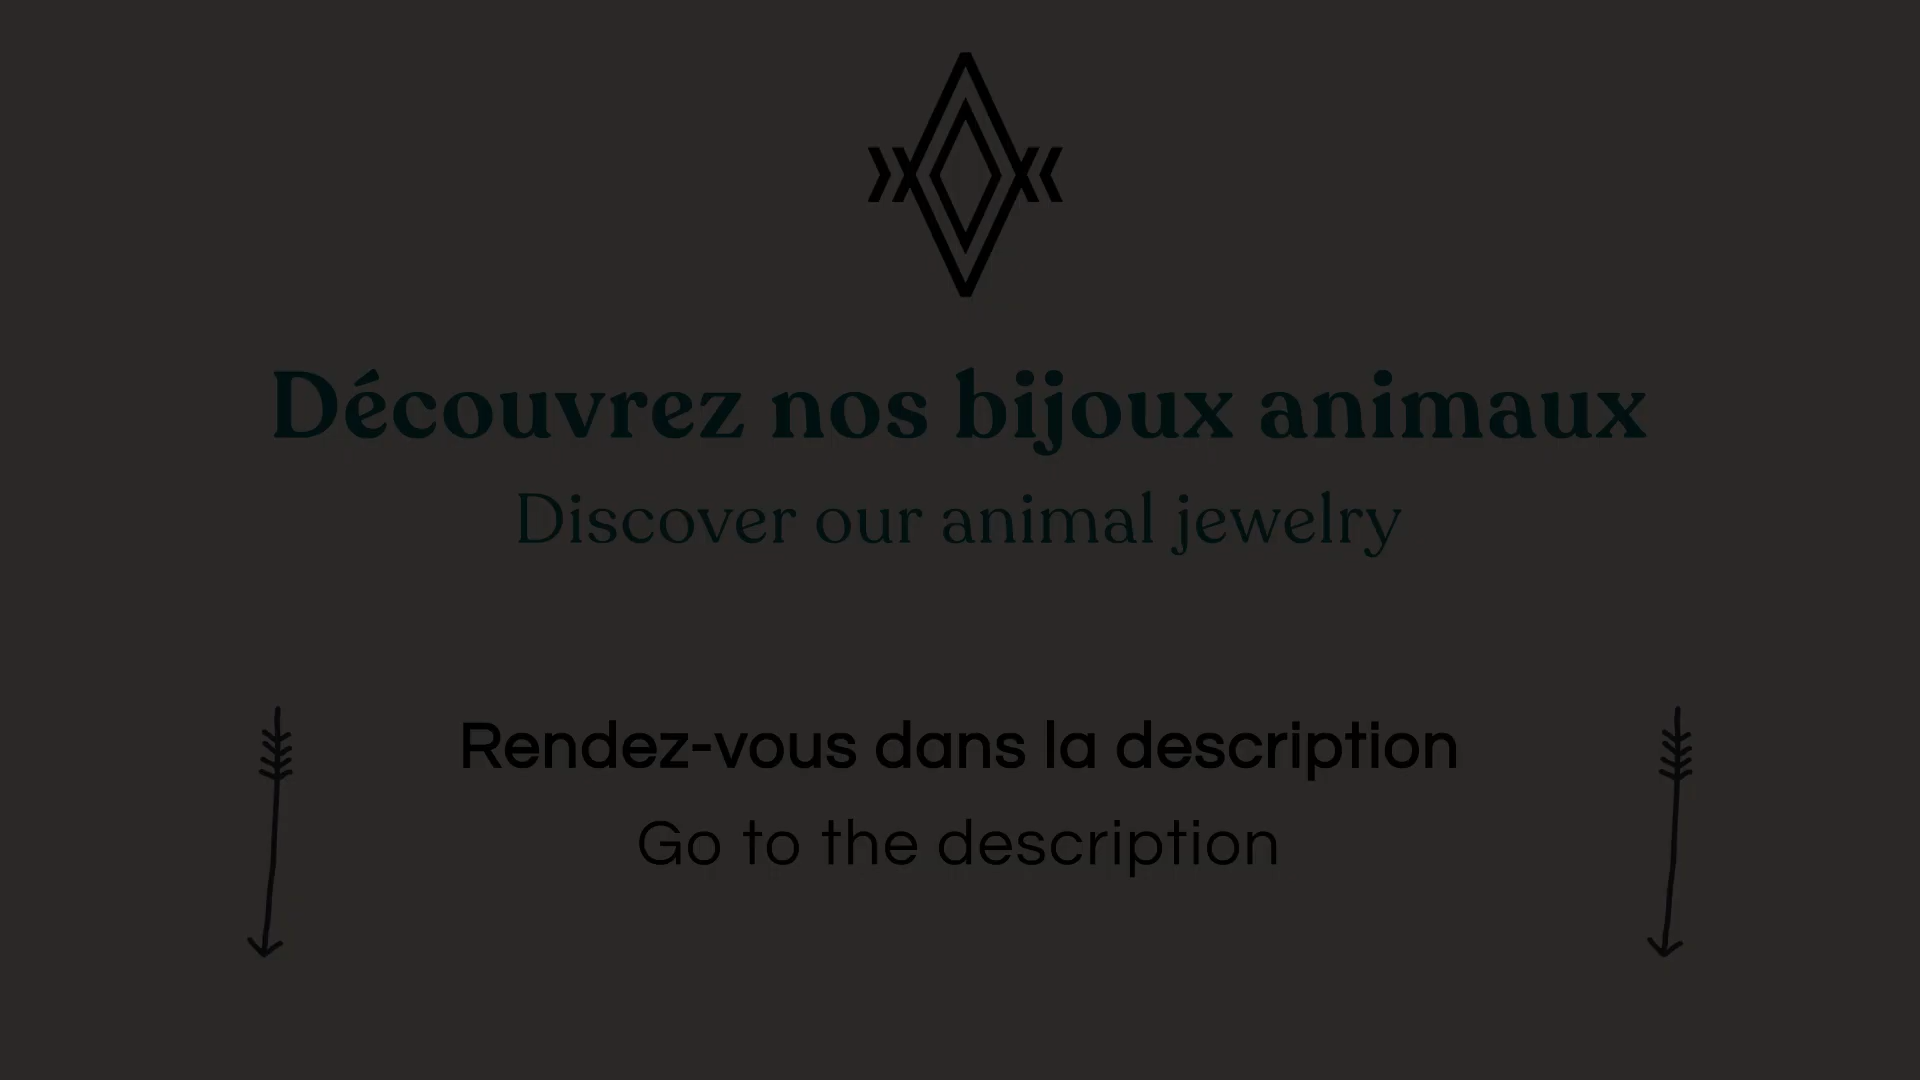 Découvrez nos bijoux animaux
Discover our animal jewelry
Rendez-vous dans la description
Go to the description